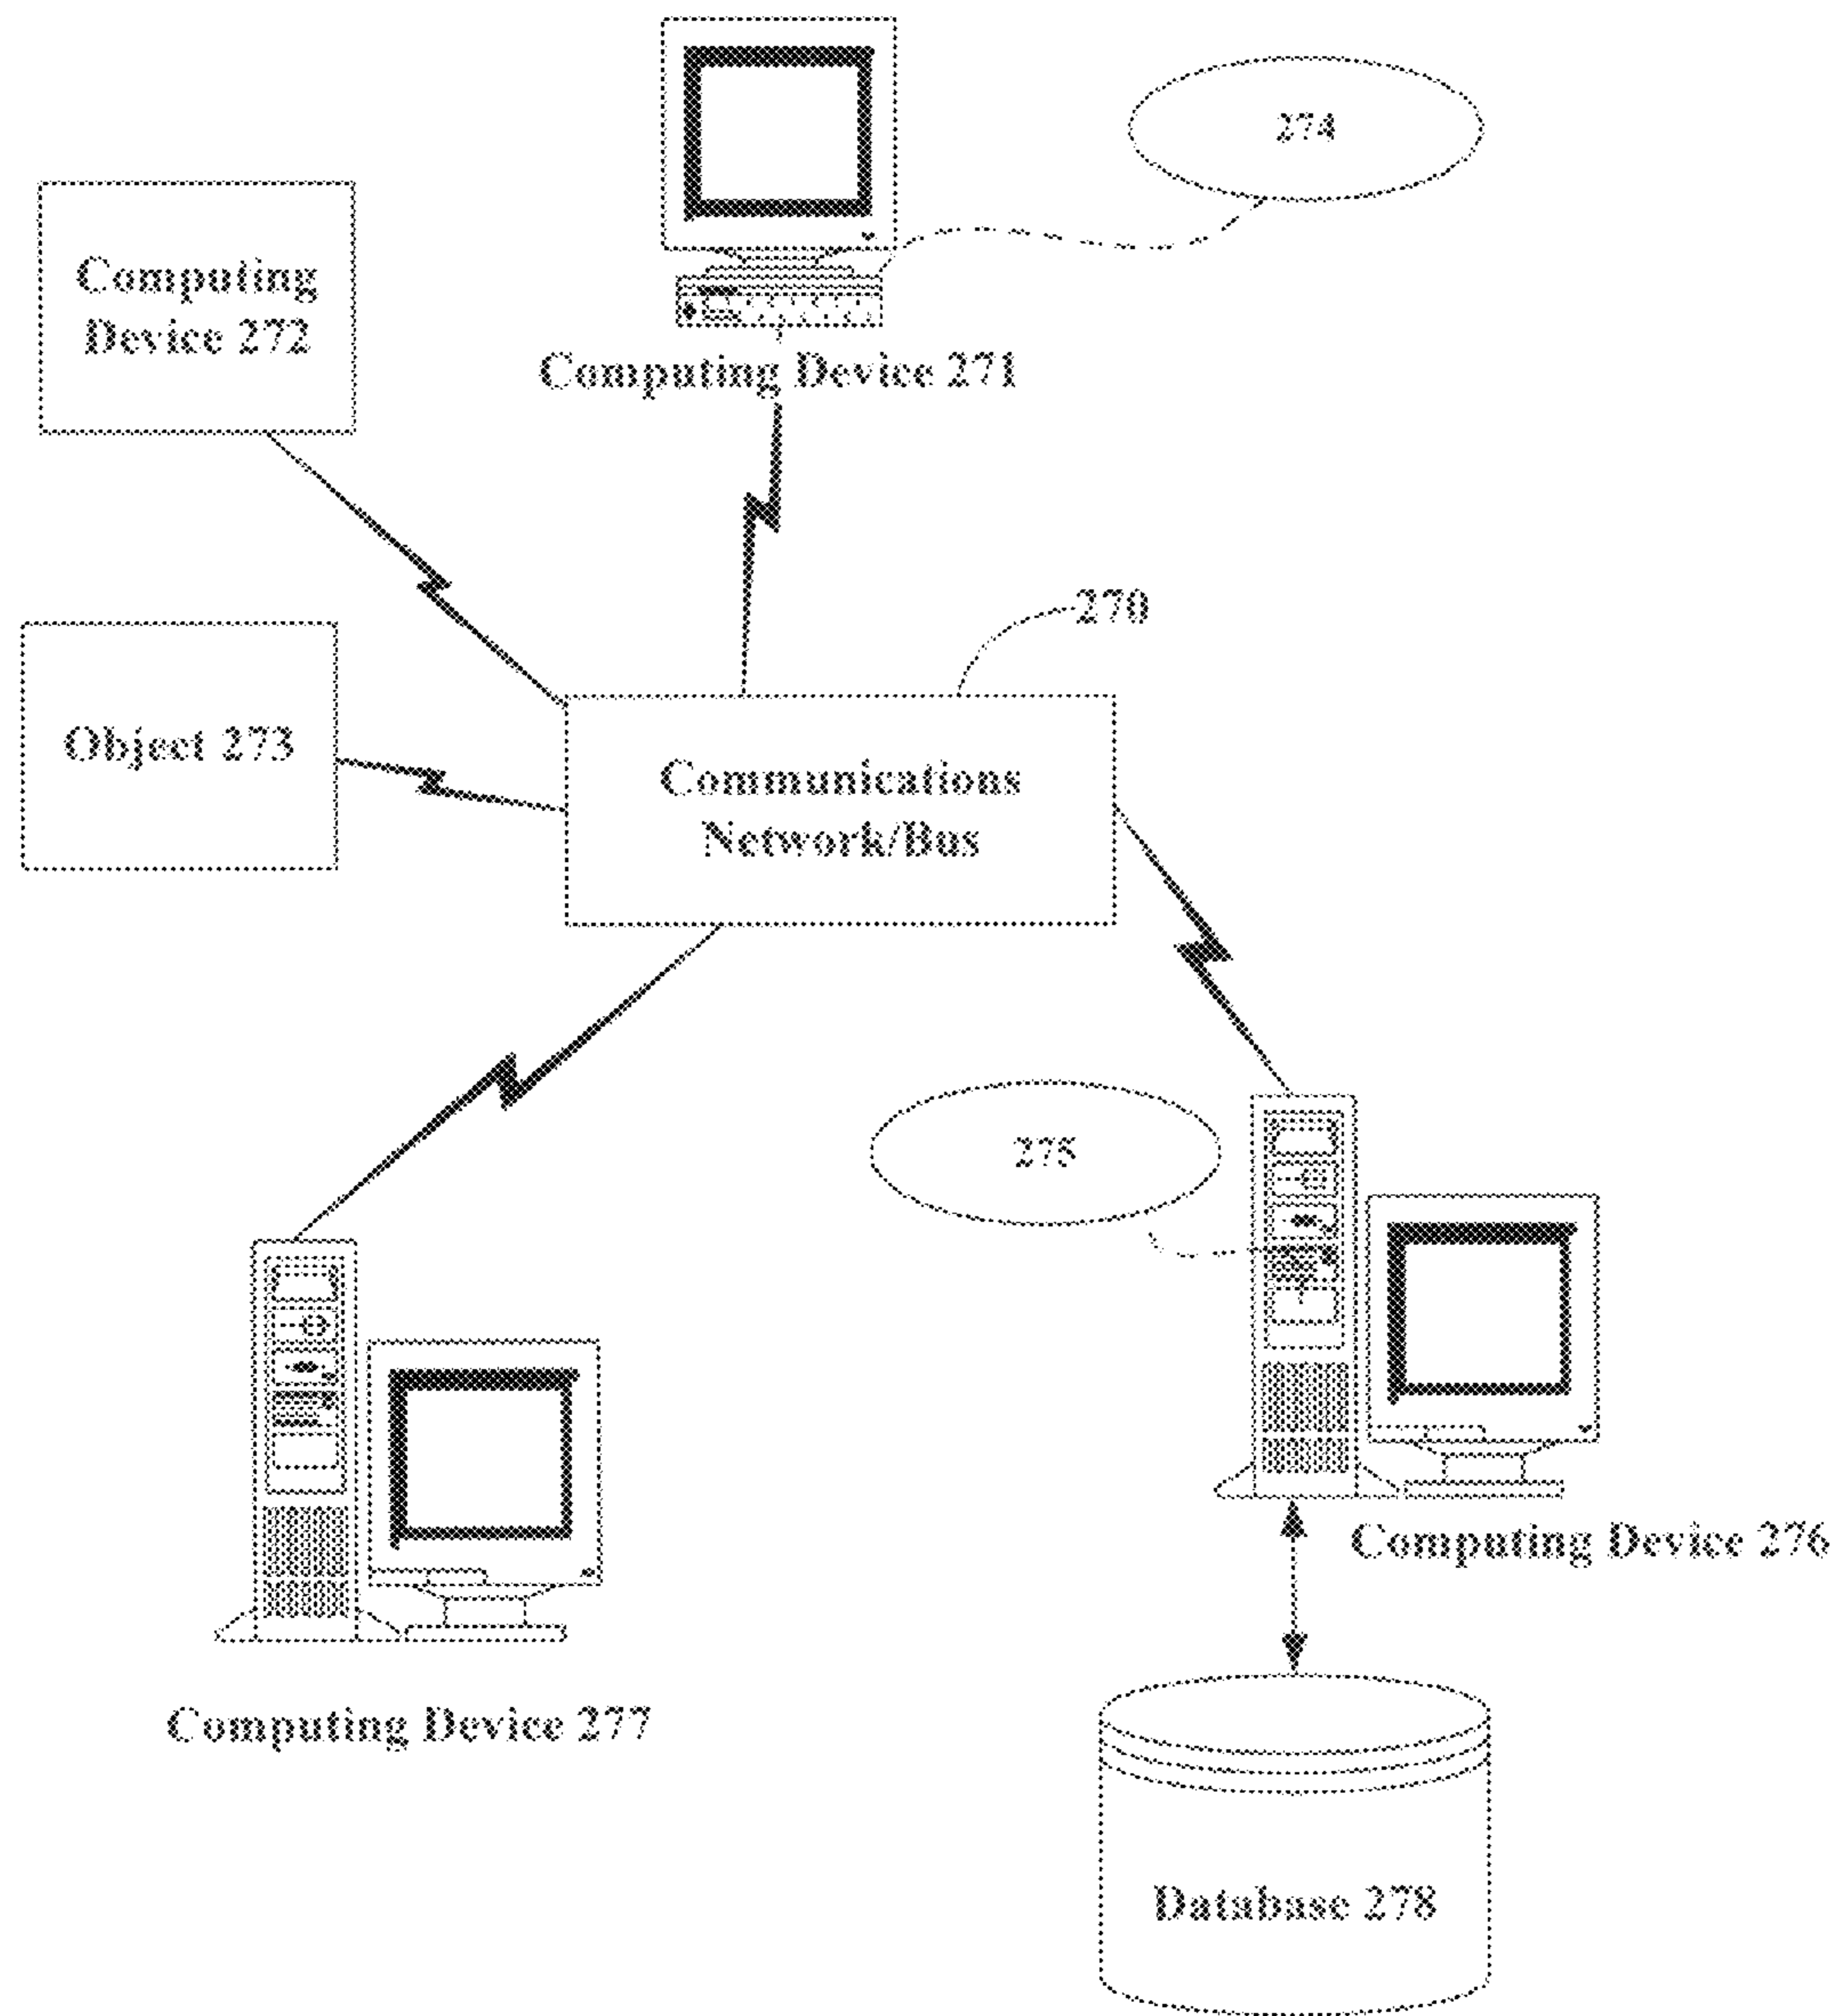 274
Computing
Device 272
Computing Device 271
270
Object 273
Communications
Network/Bus
275
Computing Device 276
Computing Device 277
Database 278